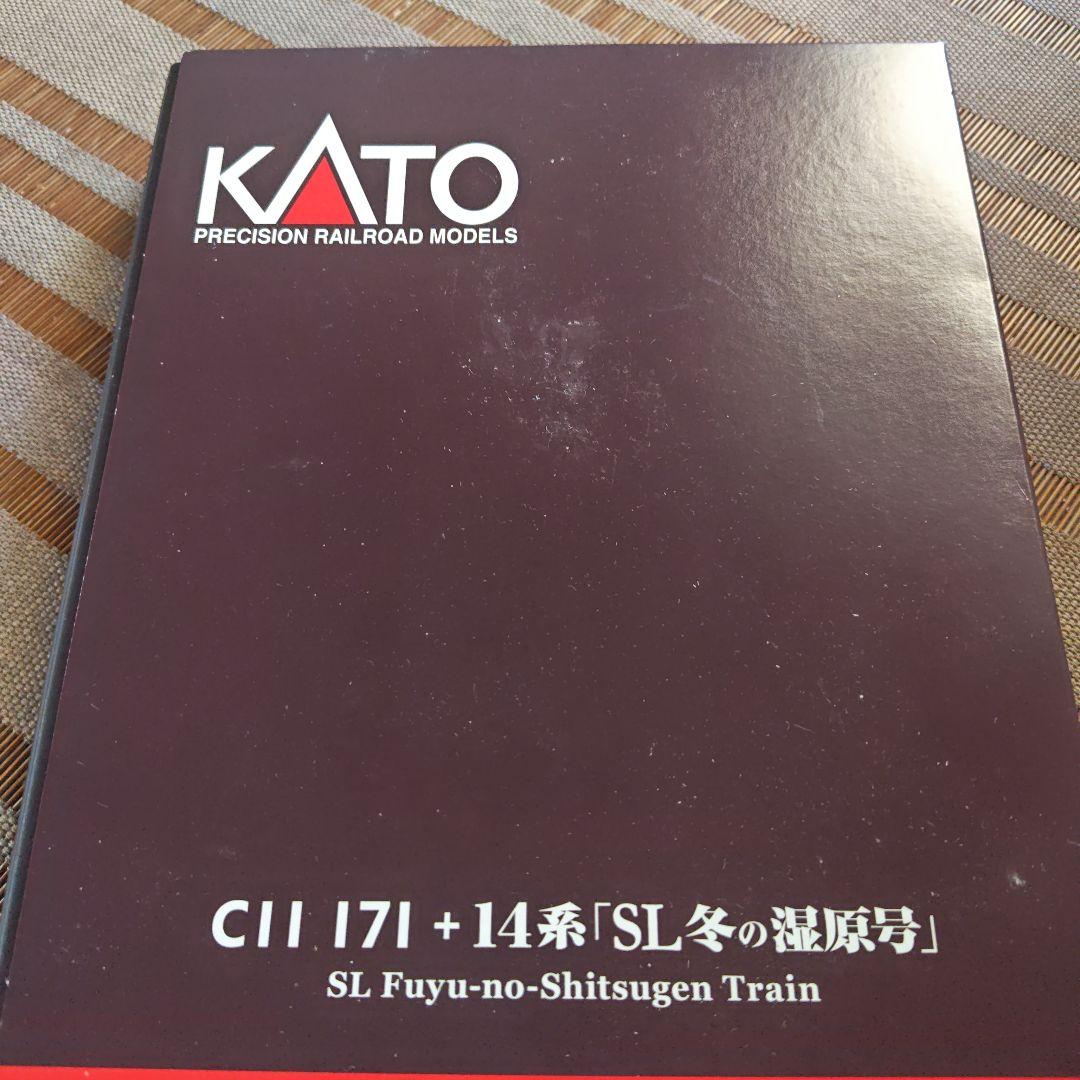 KATO
PRECISION RAILROAD MODELS
C11 171 + 14系「SL冬の湿原号」
SL Fuyu-no-Shitsugen Train